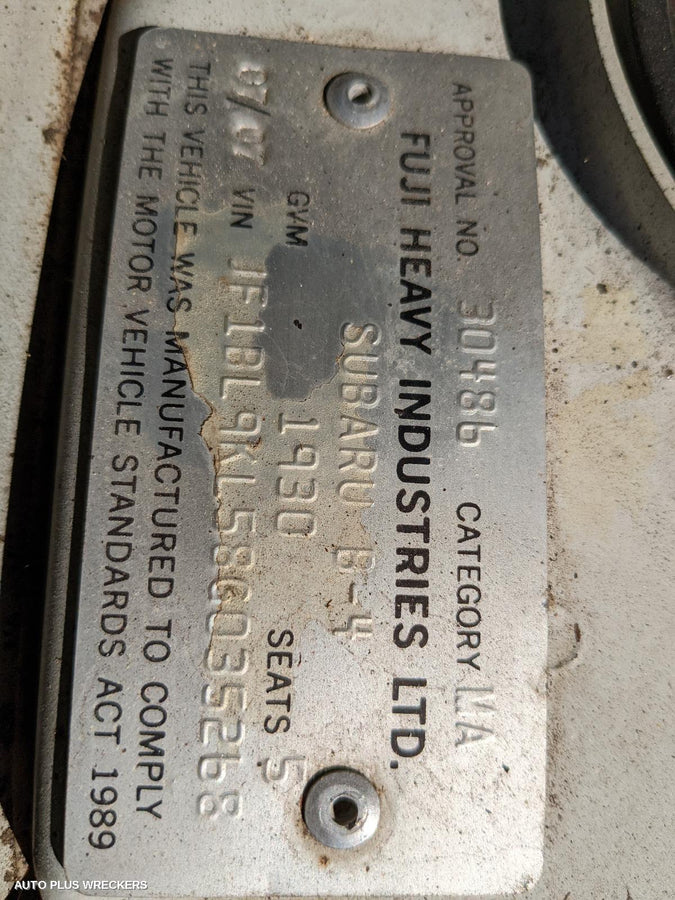 APPROVAL NO. 30486 CATEGORY MA
FUJI HEAVY INDUSTRIES LTD.
SUBARU B-4
GVM 1930 SEATS 5
07/07 VIN JF1BL9KL58G035268
THIS VEHICLE WAS MANUFACTURED TO COMPLY
WITH THE MOTOR VEHICLE STANDARDS ACT 1989
AUTO PLUS WRECKERS